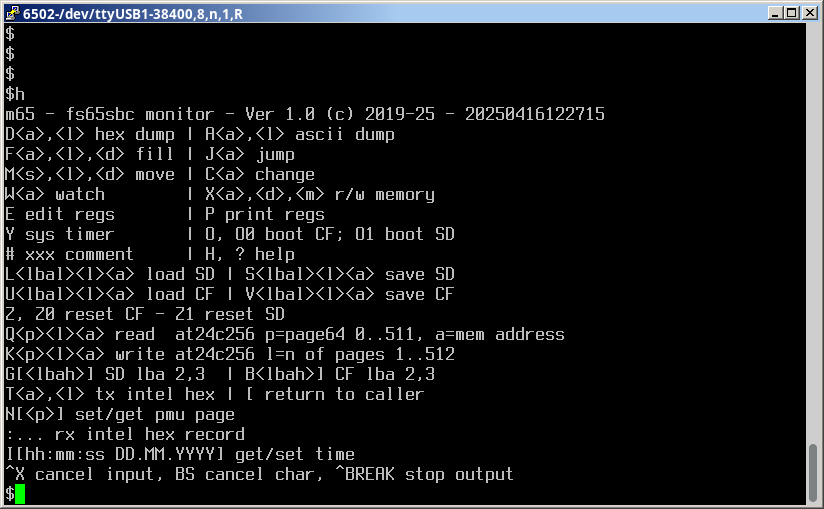 6502-/dev/ttyUSB1-38400,8,n,1,R
$
$
$
$h
m65 - fs65sbc monitor - Ver 1.0 (c) 2019-25 - 20250416122715
D<a>,<l> hex dump | A<a>,<l> ascii dump
F<a>,<l>,<d> fill | J<a> jump
M<s>,<l>,<d> move | C<a> change
W<a> watch        | X<a>,<d>,<m> r/w memory
E edit regs       | P print regs
Y sys timer       | O, O0 boot CF; O1 boot SD
# xxx comment     | H, ? help
L<lbal><l><a> load SD | S<lbal><l><a> save SD
U<lbal><l><a> load CF | V<lbal><l><a> save CF
Z, Z0 reset CF - Z1 reset SD
Q<p><l><a> read  at24c256 p=page64 0..511, a=mem address
K<p><l><a> write at24c256 l=n of pages 1..512
G[<lbah>] SD lba 2,3  | B<lbah>] CF lba 2,3
T<a>,<l> tx intel hex | [ return to caller
N[<p>] set/get pmu page
:... rx intel hex record
I[hh:mm:ss DD.MM.YYYY] get/set time
^X cancel input, BS cancel char, ^BREAK stop output
$